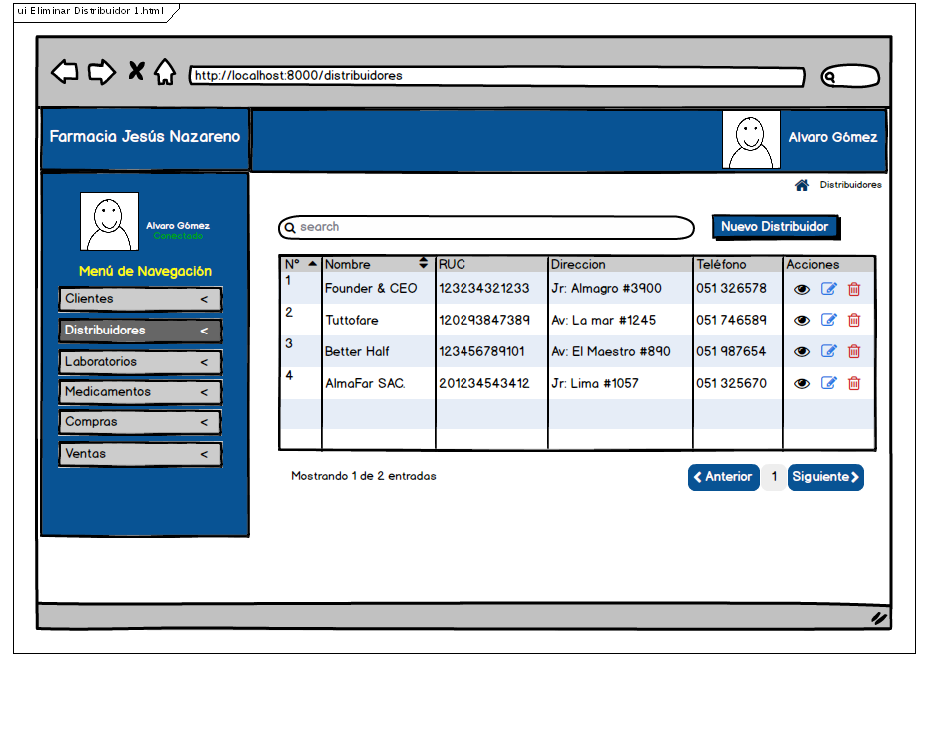 ui Eliminar Distribuidor 1.html
http://localhost:8000/distribuidores
Farmacia Jesús Nazareno
Alvaro Gómez
Distribuidores
Alvaro Gómez
Conectado
search
Nuevo Distribuidor
Menú de Navegación
N° Nombre RUC Direccion Teléfono Acciones
1 Founder & CEO 123234321233 Jr: Almagro #3900 051 326578
2 Tuttofare 120293847389 Av: La mar #1245 051 746589
3 Better Half 123456789101 Av: El Maestro #890 051 987654
4 AlmaFar SAC. 201234543412 Jr: Lima #1057 051 325670
Clientes <
Distribuidores <
Laboratorios <
Medicamentos <
Compras <
Ventas <
Mostrando 1 de 2 entradas
Anterior 1 Siguiente